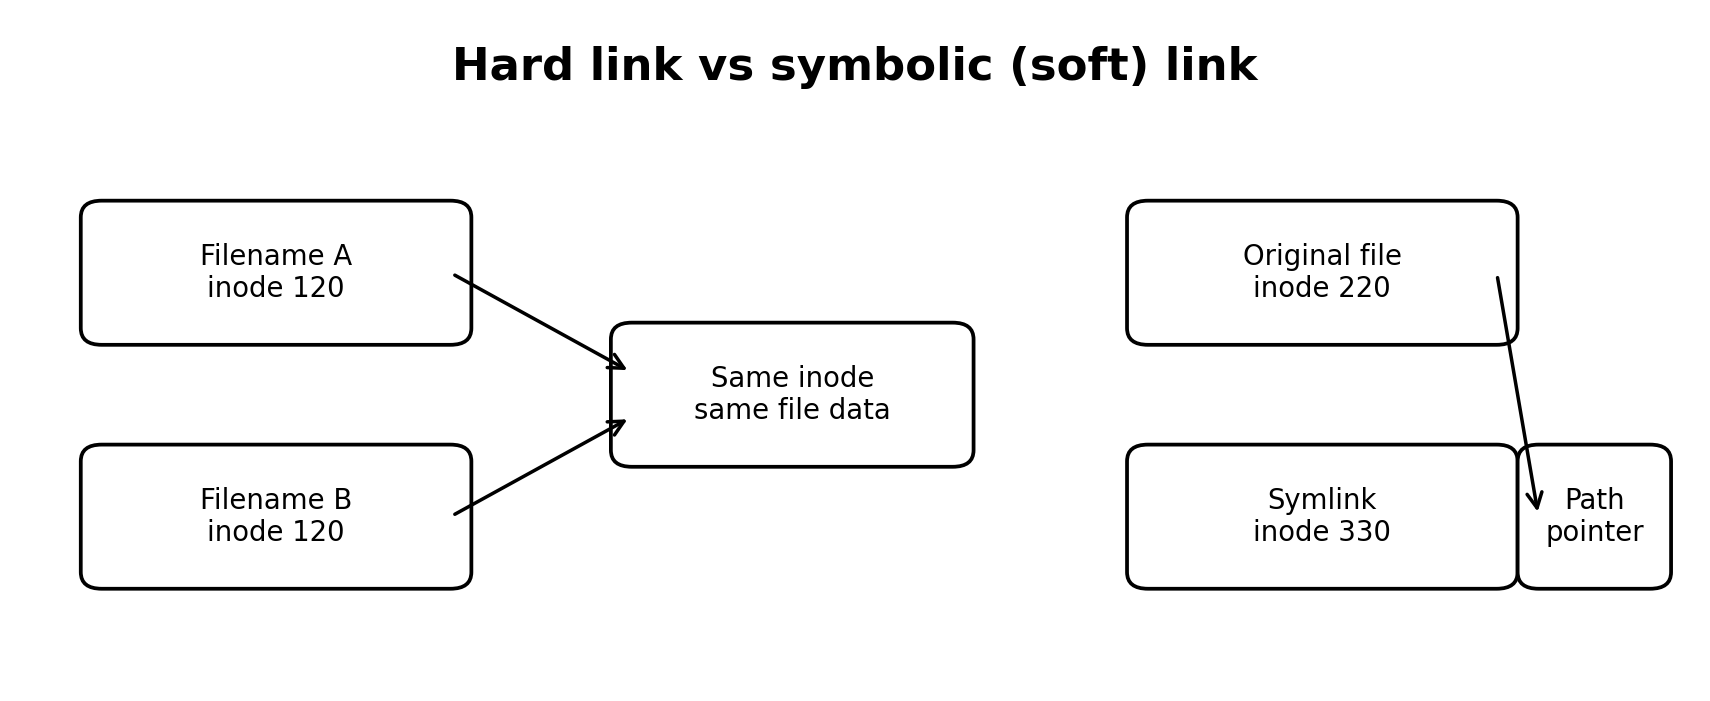 Hard link vs symbolic (soft) link
Filename A
inode 120
Filename B
inode 120
Same inode
same file data
Original file
inode 220
Symlink
inode 330
Path
pointer